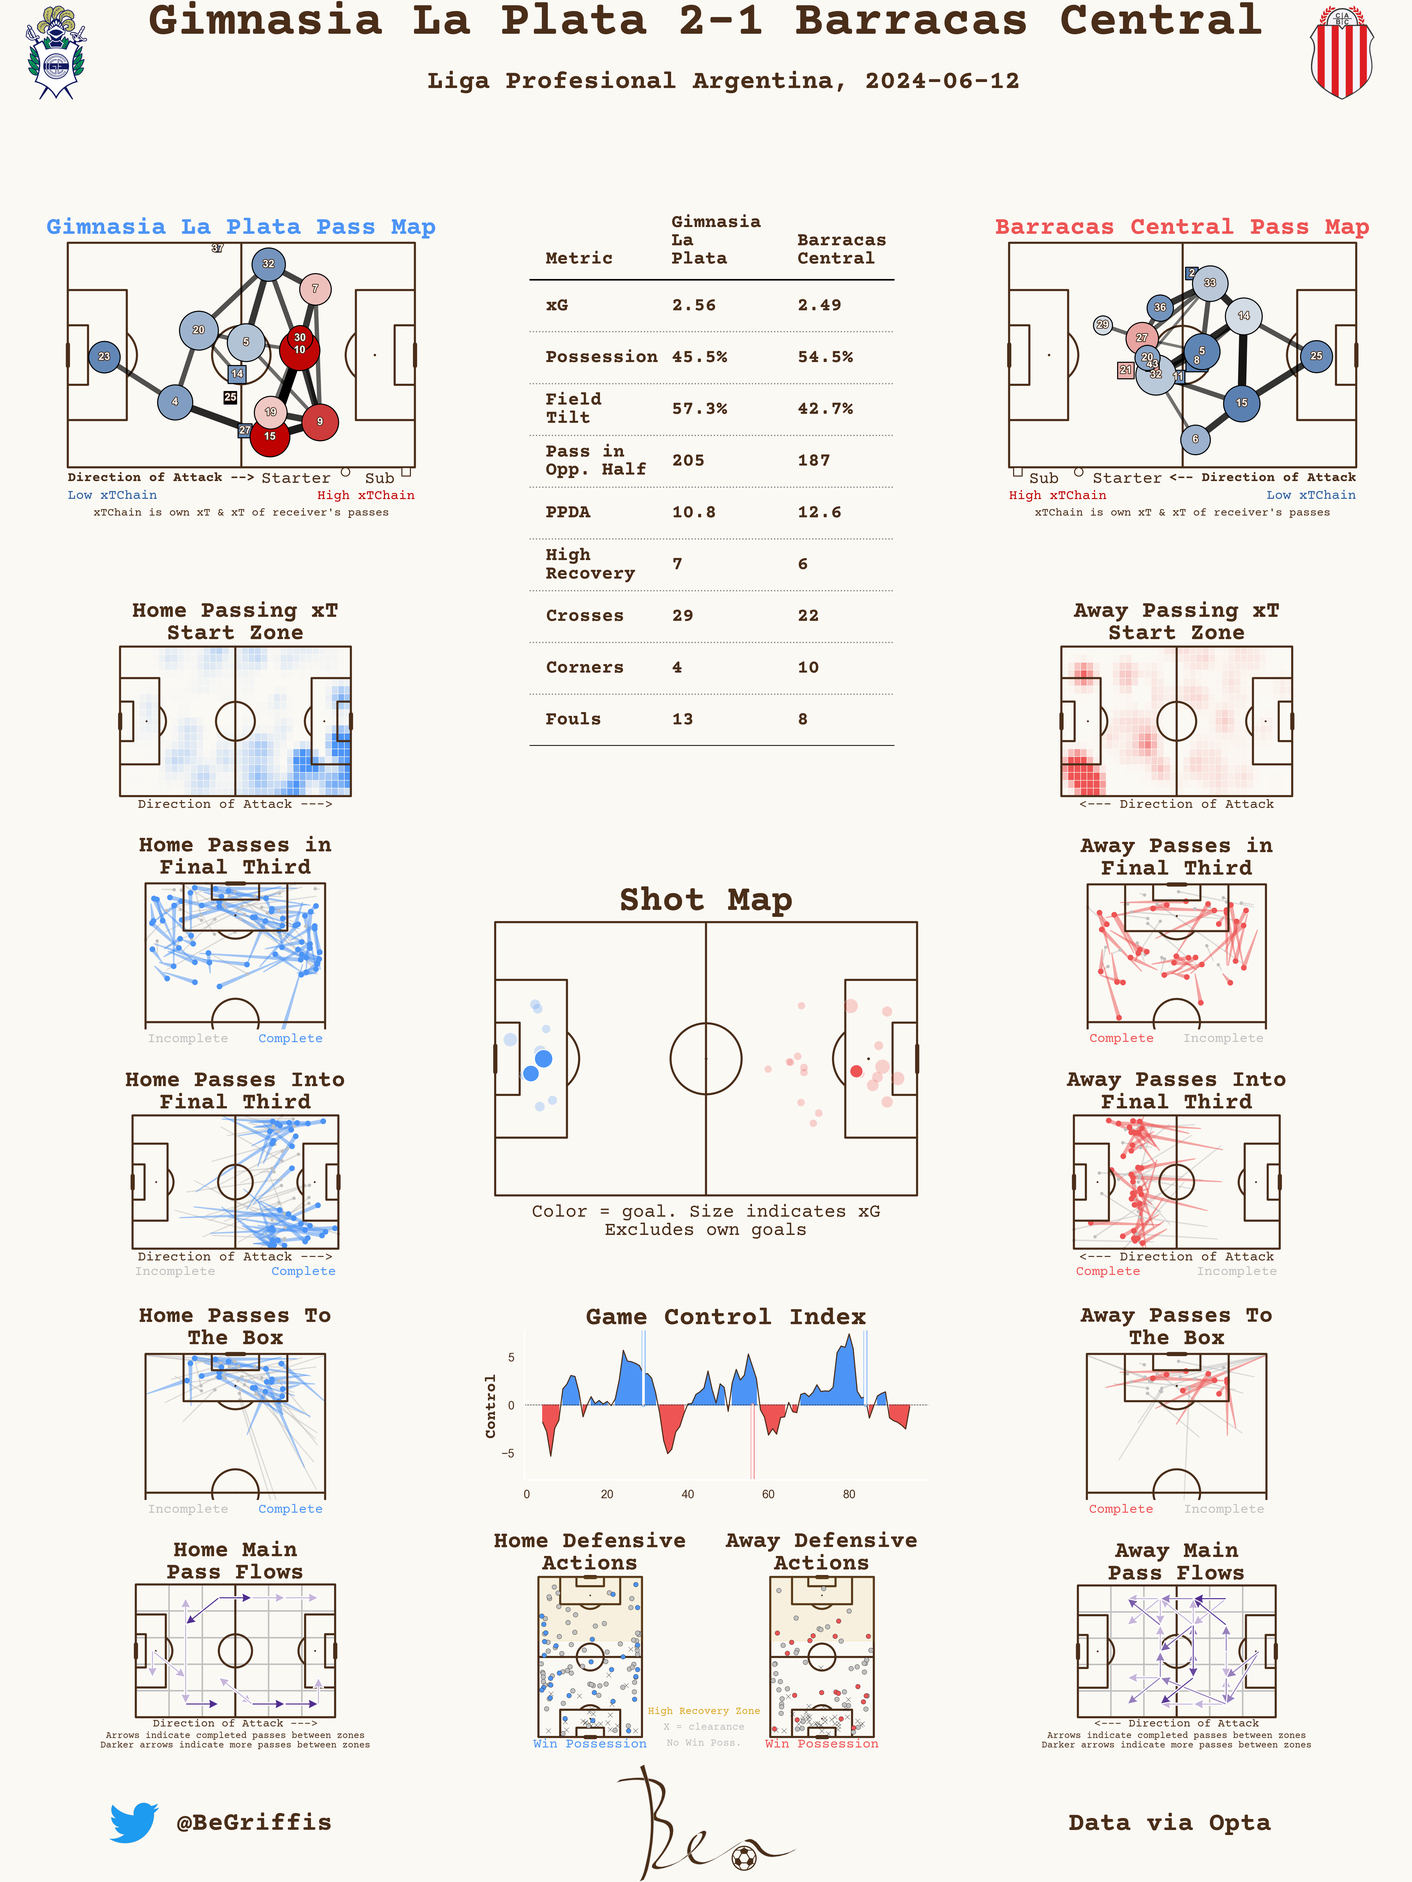 Gimnasia La Plata 2-1 Barracas Central
Liga Profesional Argentina, 2024-06-12
Gimnasia La Plata Pass Map
37
32
7
20
5
30
10
23
14
4
25
19
9
27
15
Direction of Attack -->
Starter
Sub
Low xTChain
High xTChain
xTChain is own xT & xT of receiver's passes
Metric
Gimnasia
La
Plata
Barracas
Central
xG 2.56 2.49
Possession 45.5% 54.5%
Field
Tilt 57.3% 42.7%
Pass in
Opp. Half 205 187
PPDA 10.8 12.6
High
Recovery 7 6
Crosses 29 22
Corners 4 10
Fouls 13 8
Barracas Central Pass Map
2
33
36
14
29
27
5
20
8
25
43
21
32
11
15
6
Sub
Starter
<-- Direction of Attack
High xTChain
Low xTChain
xTChain is own xT & xT of receiver's passes
Home Passing xT
Start Zone
Direction of Attack --->
Away Passing xT
Start Zone
<--- Direction of Attack
Home Passes in
Final Third
Incomplete
Complete
Shot Map
Color = goal. Size indicates xG
Excludes own goals
Away Passes in
Final Third
Complete
Incomplete
Home Passes Into
Final Third
Direction of Attack --->
Incomplete
Complete
Away Passes Into
Final Third
<--- Direction of Attack
Complete
Incomplete
Home Passes To
The Box
Incomplete
Complete
Game Control Index
Control
5
0
−5
0 20 40 60 80
Away Passes To
The Box
Complete
Incomplete
Home Main
Pass Flows
Direction of Attack --->
Arrows indicate completed passes between zones
Darker arrows indicate more passes between zones
Home Defensive
Actions
Win Possession
High Recovery Zone
X = clearance
No Win Poss.
Away Defensive
Actions
Win Possession
Away Main
Pass Flows
<--- Direction of Attack
Arrows indicate completed passes between zones
Darker arrows indicate more passes between zones
@BeGriffis
Ben
Data via Opta